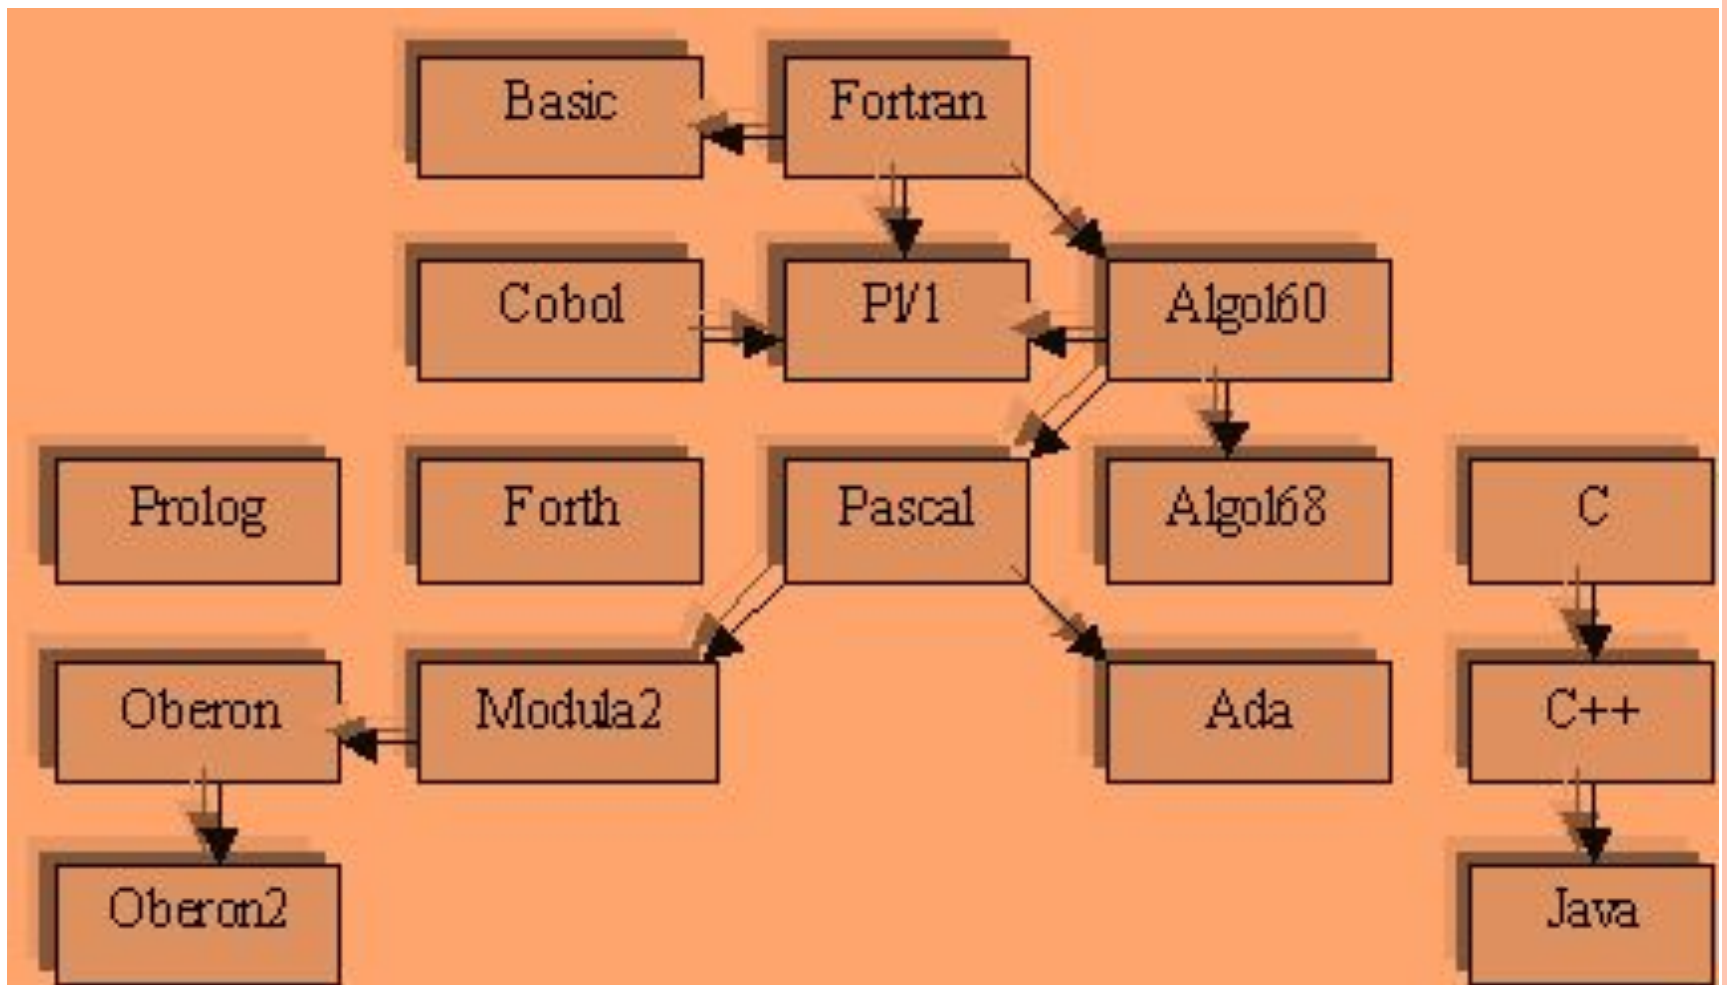 Basic
Fortran
Cobol
Pl/1
Algol60
Prolog
Forth
Pascal
Algol68
C
Oberon
Modula2
Ada
C++
Oberon2
Java